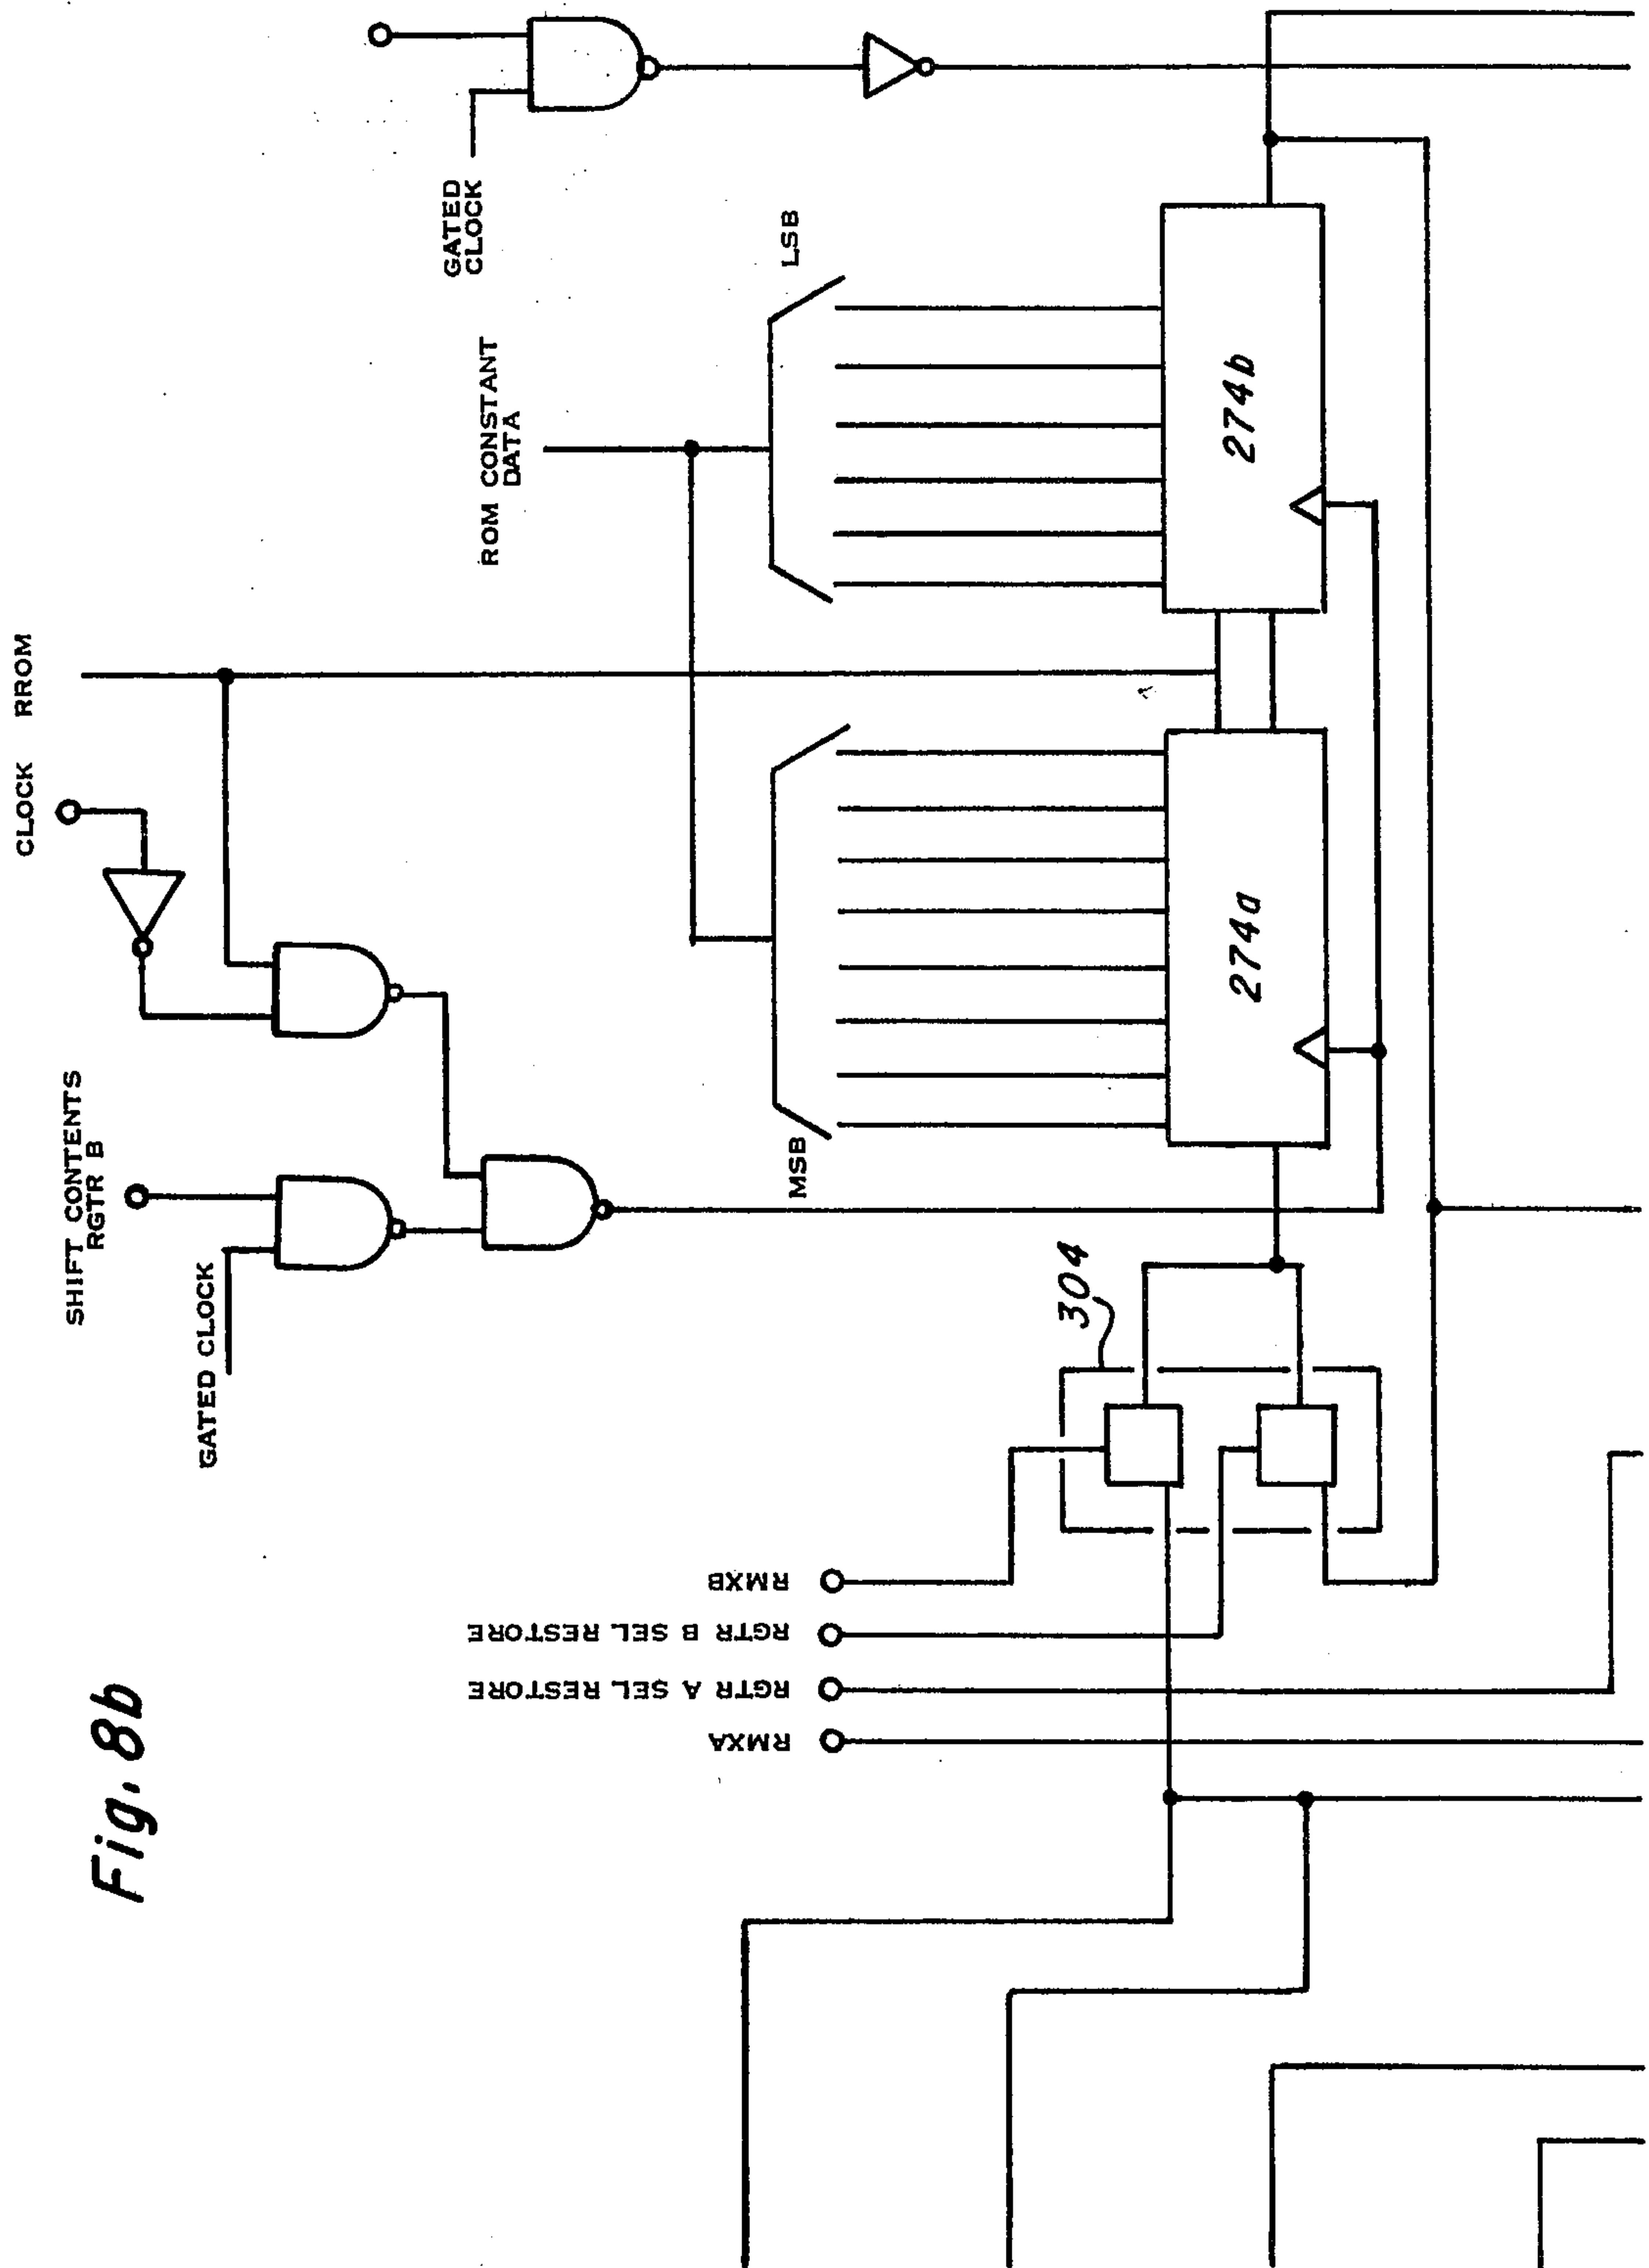 Fig. 8b
CLOCK RROM
SHIFT CONTENTS
RGTR B
GATED CLOCK
GATED
CLOCK
ROM CONSTANT
DATA
MSB
LSB
274a
274b
304
RMXB
RGTR B SEL RESTORE
RGTR A SEL RESTORE
RMXA